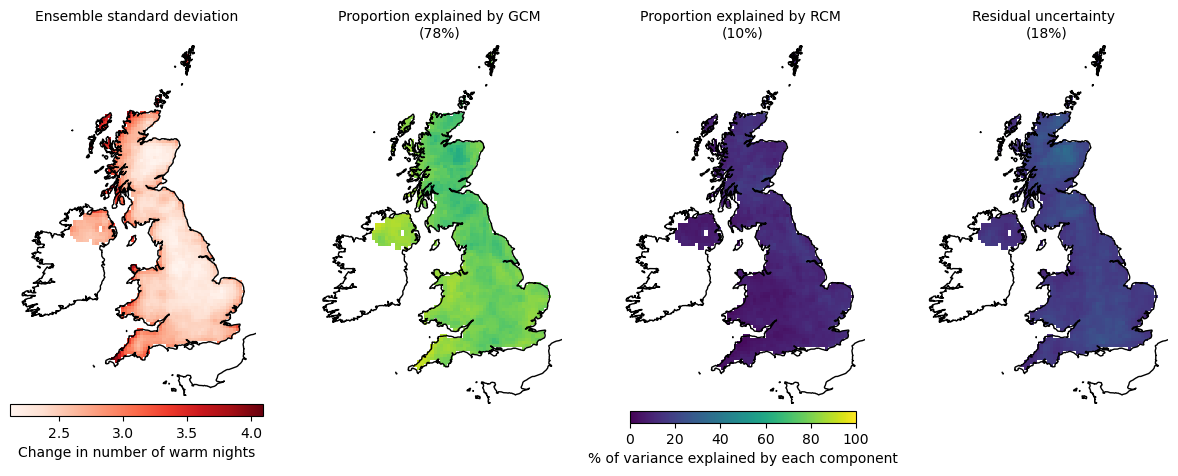 Ensemble standard deviation
Proportion explained by GCM
(78%)
Proportion explained by RCM
(10%)
Residual uncertainty
(18%)
2.5 3.0 3.5 4.0
Change in number of warm nights
0 20 40 60 80 100
% of variance explained by each component